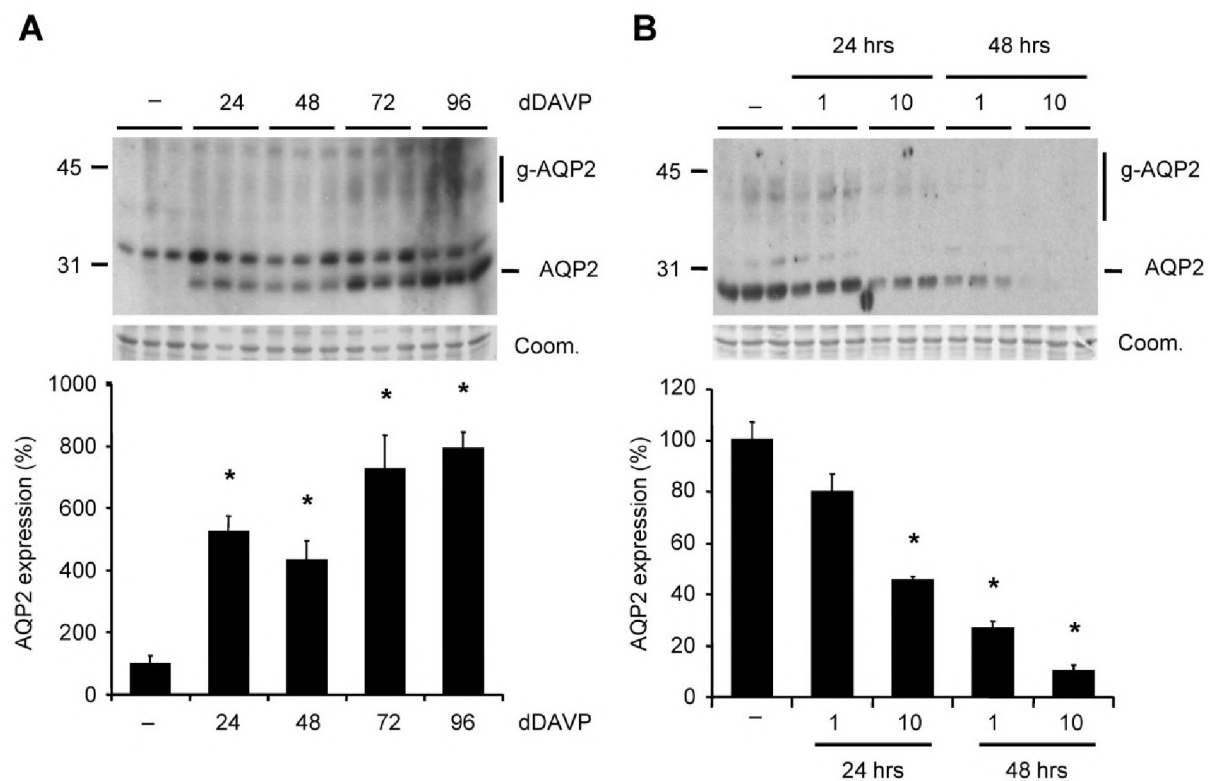 A
– 24 48 72 96 dDAVP
45
g-AQP2
31
AQP2
Coom.
AQP2 expression (%)
1000
800
600
400
200
0
* * * *
– 24 48 72 96 dDAVP
B
24 hrs 48 hrs
– 1 10 1 10
45
g-AQP2
31
AQP2
Coom.
AQP2 expression (%)
120
100
80
60
40
20
0
* * *
– 1 10 1 10
24 hrs 48 hrs